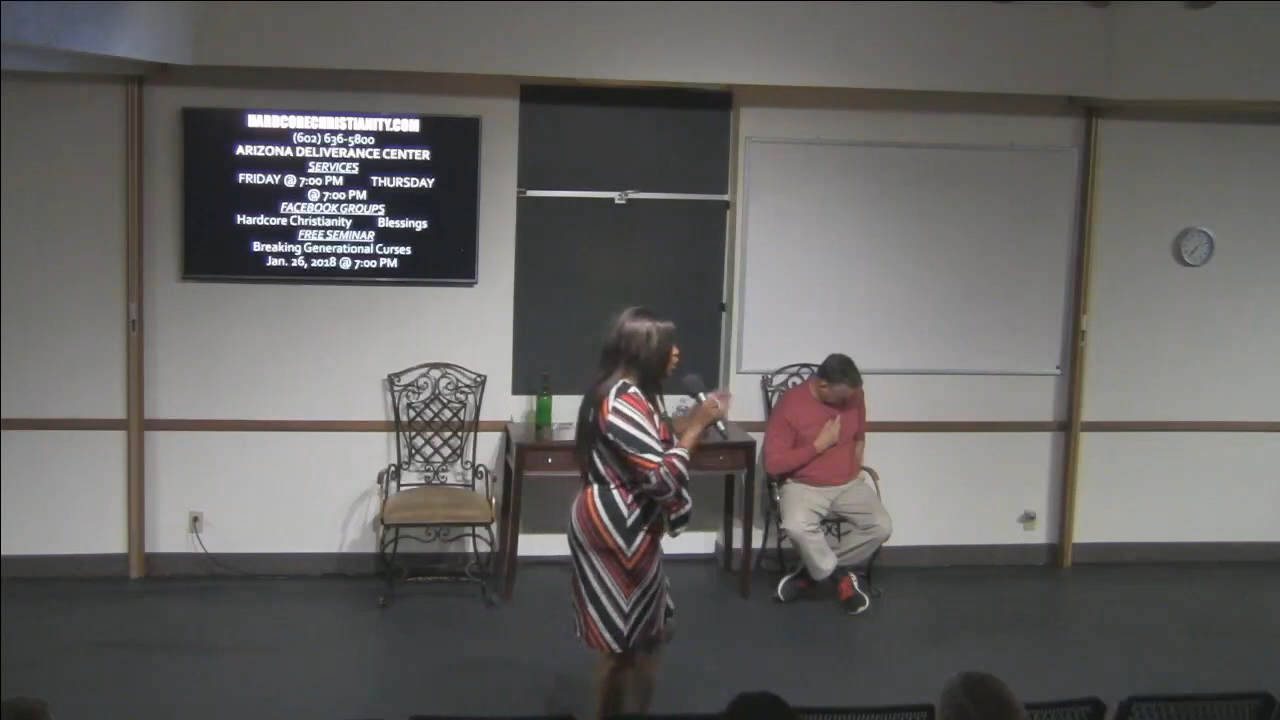 HARDCORECHRISTIANITY.COM
(602) 636-5800
ARIZONA DELIVERANCE CENTER
SERVICES
FRIDAY @ 7:00 PM THURSDAY
@ 7:00 PM
FACEBOOK GROUPS
Hardcore Christianity Blessings
FREE SEMINAR
Breaking Generational Curses
Jan. 26, 2018 @ 7:00 PM